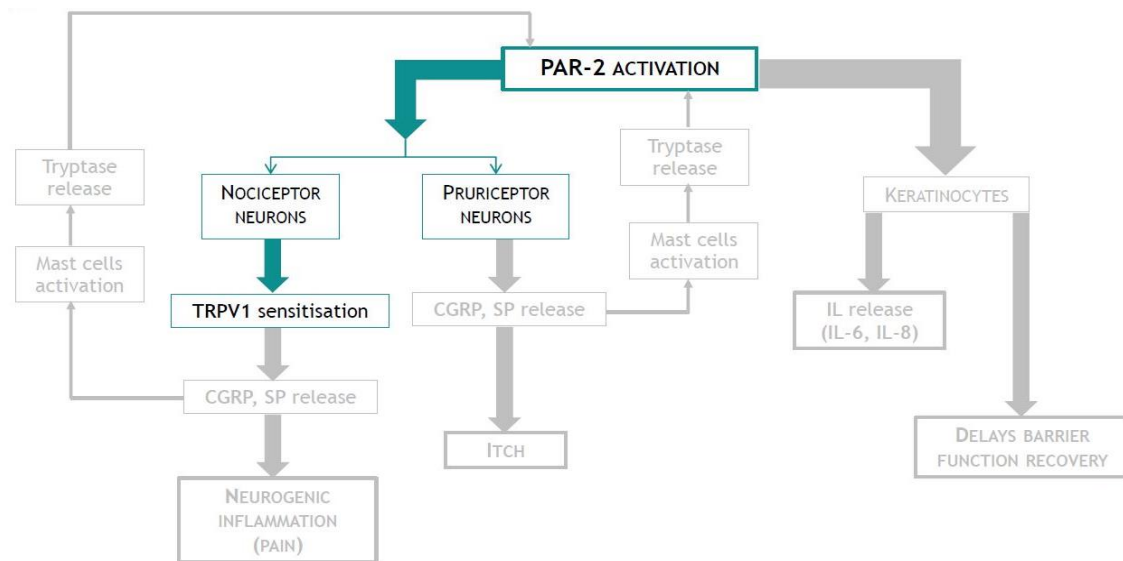 PAR-2 ACTIVATION
Tryptase
release
Mast cells
activation
NOCICEPTOR
NEURONS
TRPV1 sensitisation
CGRP, SP release
NEUROGENIC
INFLAMMATION
(PAIN)
PRURICEPTOR
NEURONS
CGRP, SP release
ITCH
Tryptase
release
Mast cells
activation
KERATINOCYTES
IL release
(IL-6, IL-8)
DELAYS BARRIER
FUNCTION RECOVERY